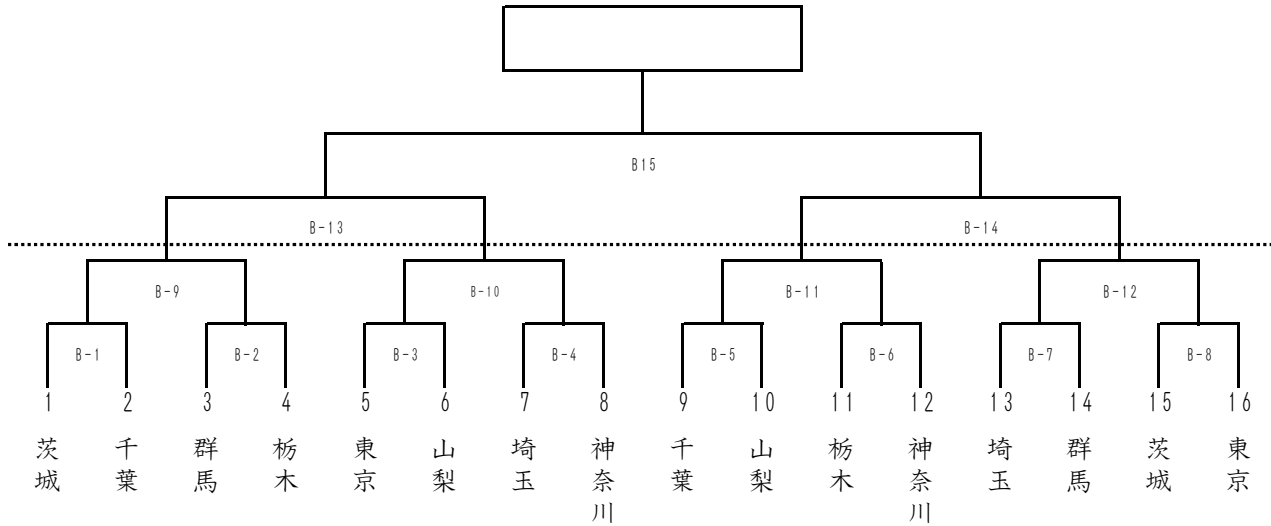 B15
B-13 B-14
B-9 B-10 B-11 B-12
B-1 B-2 B-3 B-4 B-5 B-6 B-7 B-8
1 2 3 4 5 6 7 8 9 10 11 12 13 14 15 16
茨城 千葉 群馬 栃木 東京 山梨 埼玉 神奈川 千葉 山梨 栃木 神奈川 埼玉 群馬 茨城 東京